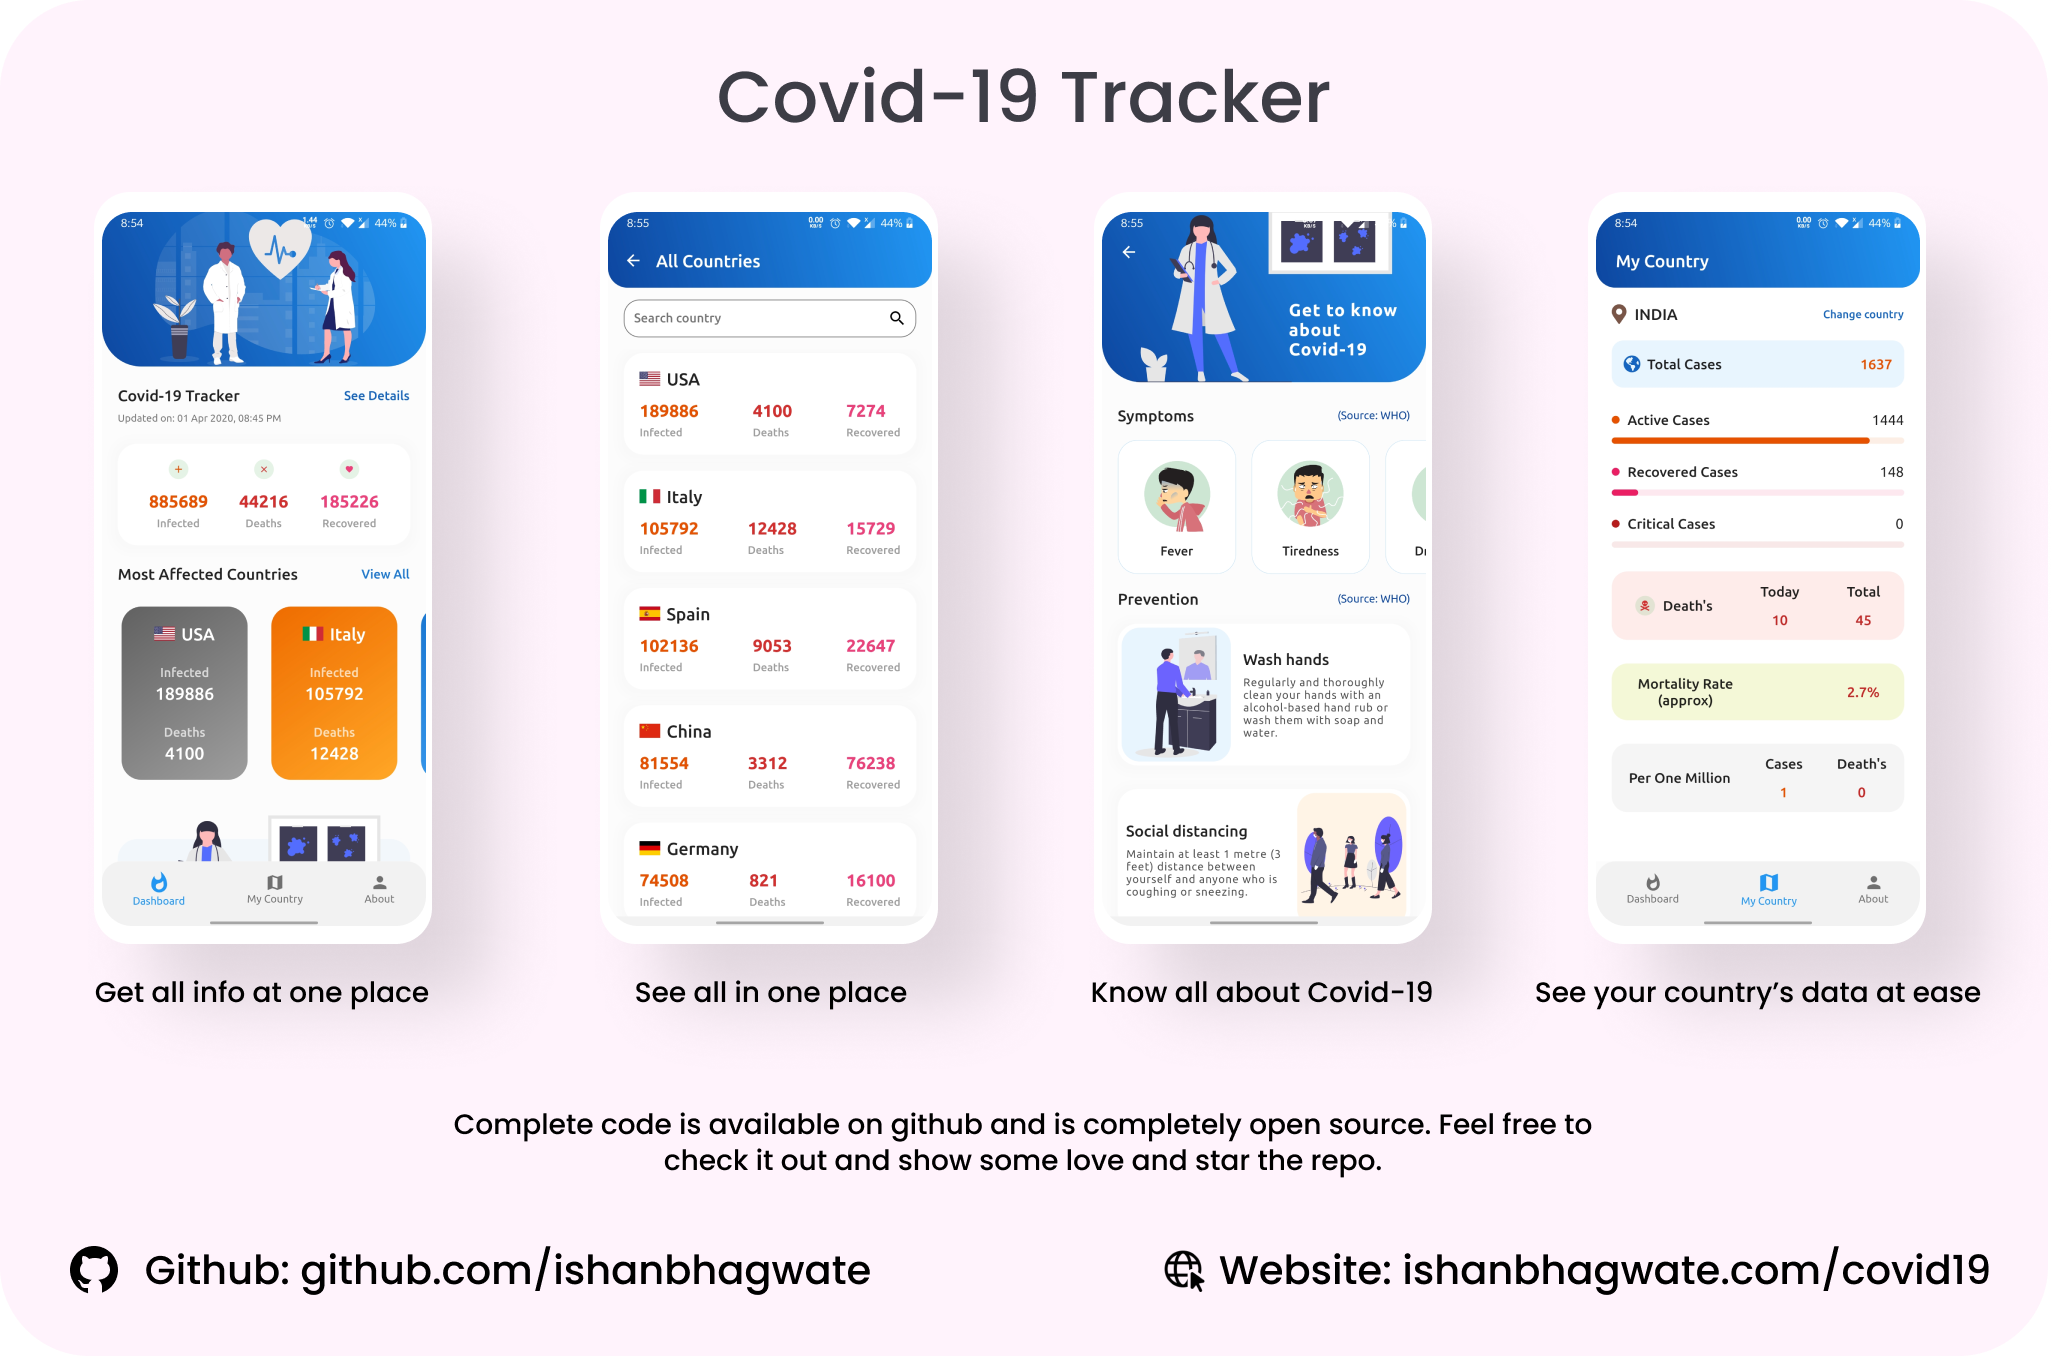 Covid-19 Tracker
8:54
1.44
44%
Covid-19 Tracker
See Details
Updated on: 01 Apr 2020, 08:45 PM
885689
44216
185226
Infected
Deaths
Recovered
Most Affected Countries
View All
USA
Infected
189886
Deaths
4100
Italy
Infected
105792
Deaths
12428
Dashboard
My Country
About
Get all info at one place
8:55
0.00
KB/S
44%
All Countries
Search country
USA
189886
4100
7274
Infected
Deaths
Recovered
Italy
105792
12428
15729
Infected
Deaths
Recovered
Spain
102136
9053
22647
Infected
Deaths
Recovered
China
81554
3312
76238
Infected
Deaths
Recovered
Germany
74508
821
16100
Infected
Deaths
Recovered
See all in one place
8:55
%
Get to know
about
Covid-19
Symptoms
(Source: WHO)
Fever
Tiredness
Dr
Prevention
(Source: WHO)
Wash hands
Regularly and thoroughly
clean your hands with an
alcohol-based hand rub or
wash them with soap and
water.
Social distancing
Maintain at least 1 metre (3
feet) distance between
yourself and anyone who is
coughing or sneezing.
Know all about Covid-19
8:54
0.00
KB/S
44%
My Country
INDIA
Change country
Total Cases
1637
Active Cases
1444
Recovered Cases
148
Critical Cases
0
Death's
Today
10
Total
45
Mortality Rate
(approx)
2.7%
Per One Million
Cases
1
Death's
0
Dashboard
My Country
About
See your country's data at ease
Complete code is available on github and is completely open source. Feel free to
check it out and show some love and star the repo.
Github: github.com/ishanbhagwate
Website: ishanbhagwate.com/covid19